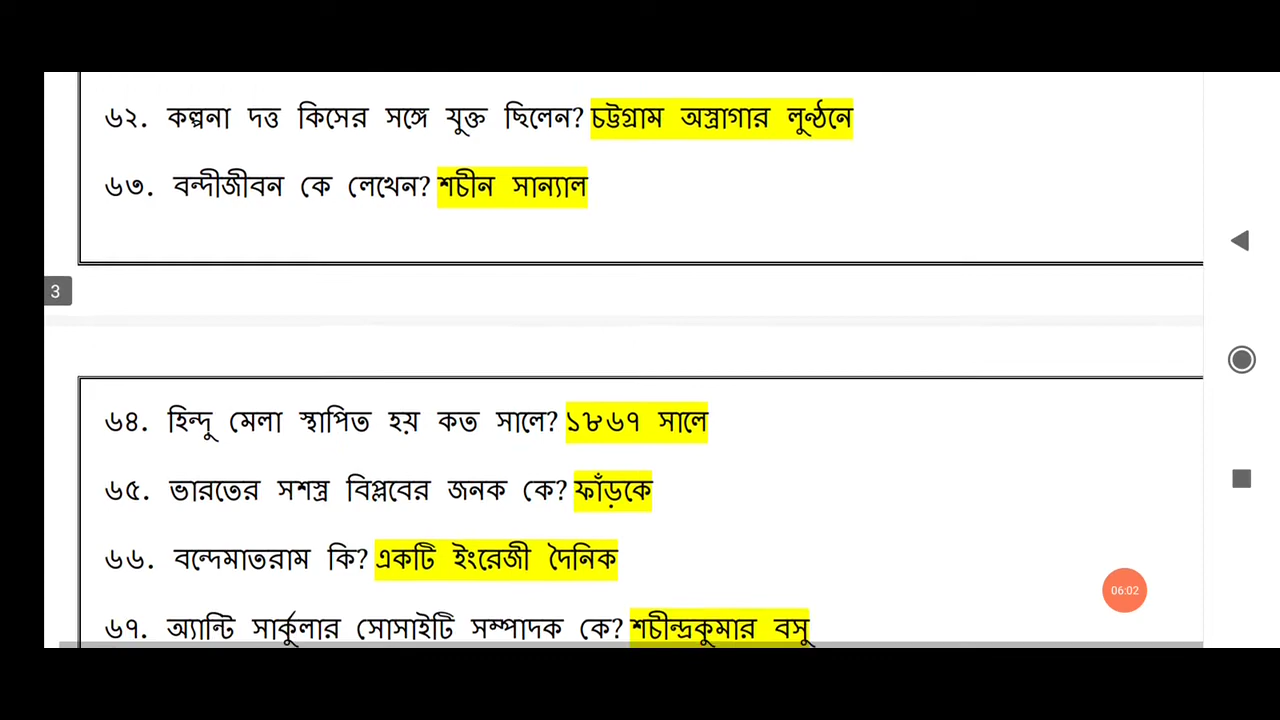 ৬২. কল্পনা দত্ত কিসের সঙ্গে যুক্ত ছিলেন? চট্টগ্রাম অস্ত্রাগার লুণ্ঠনে
৬৩. বন্দীজীবন কে লেখেন? শচীন সান্যাল
3
৬৪. হিন্দু মেলা স্থাপিত হয় কত সালে? ১৮৬৭ সালে
৬৫. ভারতের সশস্ত্র বিপ্লবের জনক কে? ফাঁড়কে
৬৬. বন্দেমাতরাম কি? একটি ইংরেজী দৈনিক
06:02
৬৭. অ্যান্টি সার্কুলার সোসাইটি সম্পাদক কে? শচীন্দ্রকুমার বসু